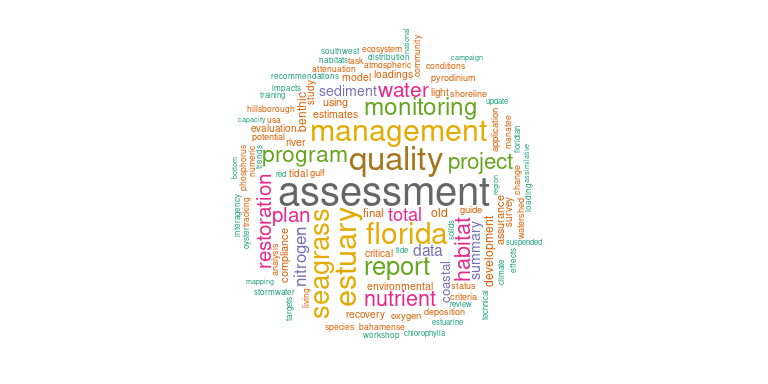 national
southwest
ecosystem
habitats
task
distribution
community
campaign
attenuation
atmospheric
conditions
recommendations
model
loadings
pyrodinium
impacts
study
sediment
water
light
shoreline
training
using
monitoring
update
hillsborough
benthic
estimates
application
capacity
usa
management
manatee
floridian
evaluation
potential
river
program
quality
project
phosphorus
numeric
trends
bottom
red
tidal
gulf
assessment
region
change
loading
assimilative
restoration
plan
final
total
old
guide
assurance
survey
watershed
interagency
oyster
tracking
seagrass
estuary
florida
solids
habitat
summary
development
suspended
nitrogen
compliance
analysis
critical
tide
data
report
coastal
climate
effects
mapping
stormwater
living
targets
environmental
nutrient
status
criteria
review
technical
recovery
oxygen
deposition
estuarine
species
bahamense
workshop
chlorophylla